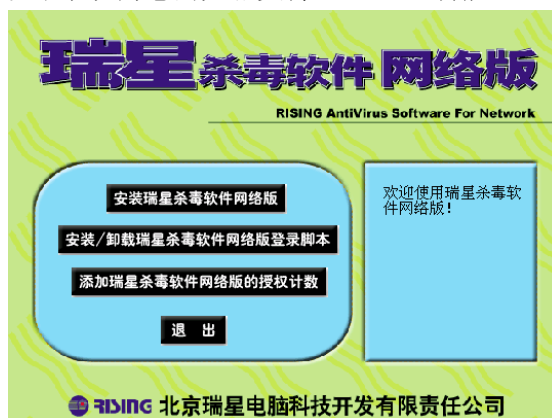 瑞星杀毒软件 网络版
RISING AntiVirus Software For Network
安装瑞星杀毒软件网络版
安装/卸载瑞星杀毒软件网络版登录脚本
添加瑞星杀毒软件网络版的授权计数
退 出
欢迎使用瑞星杀毒软
件网络版!
RISING 北京瑞星电脑科技开发有限责任公司